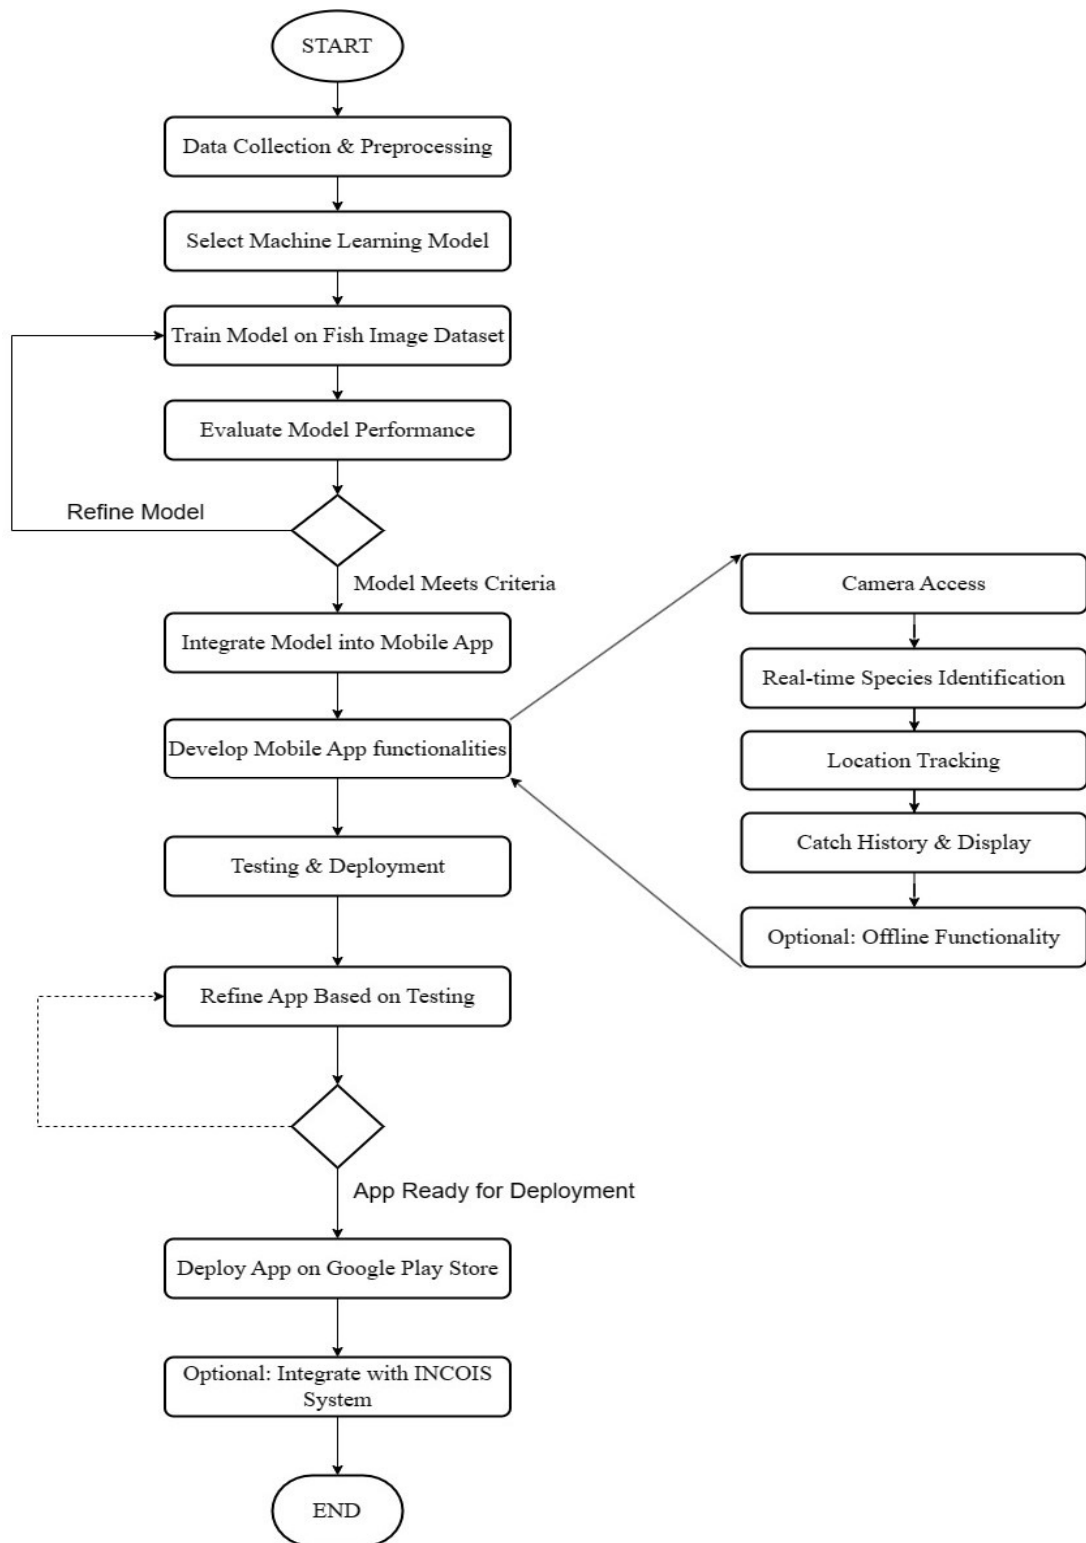 START
Data Collection & Preprocessing
Select Machine Learning Model
Train Model on Fish Image Dataset
Evaluate Model Performance
Refine Model
Model Meets Criteria
Integrate Model into Mobile App
Develop Mobile App functionalities
Camera Access
Real-time Species Identification
Location Tracking
Catch History & Display
Optional: Offline Functionality
Testing & Deployment
Refine App Based on Testing
App Ready for Deployment
Deploy App on Google Play Store
Optional: Integrate with INCOIS
System
END